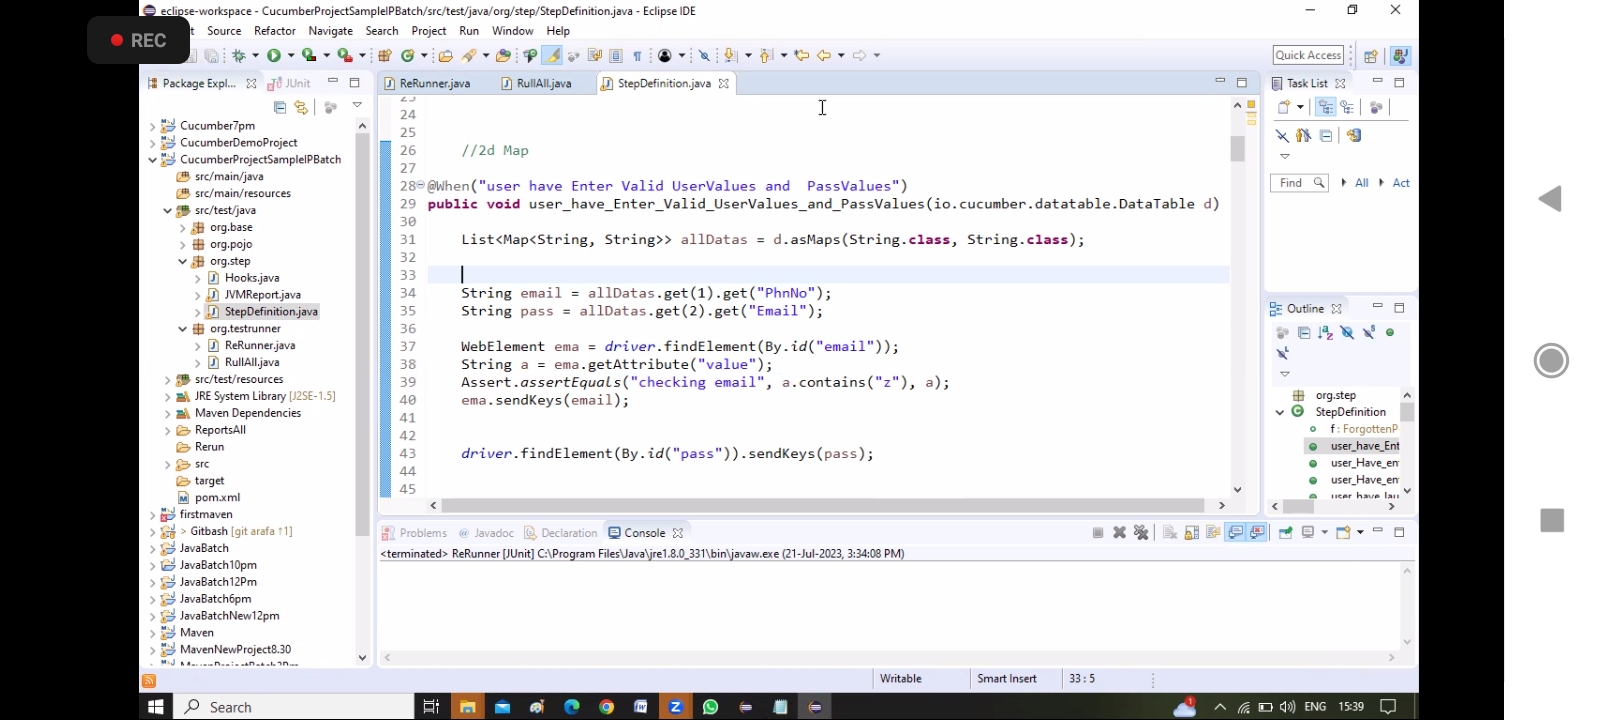 eclipse-workspace - CucumberProjectSampleIPBatch/src/test/java/org/step/StepDefinition.java - Eclipse IDE
REC
Source Refactor Navigate Search Project Run Window Help
Quick Access
Package Expl...
JUnit
ReRunner.java
RullAll.java
StepDefinition.java
Task List
Cucumber7pm
CucumberDemoProject
CucumberProjectSampleIPBatch
src/main/java
src/main/resources
src/test/java
org.base
org.pojo
org.step
Hooks.java
JVMReport.java
StepDefinition.java
org.testrunner
ReRunner.java
RullAll.java
src/test/resources
JRE System Library [J2SE-1.5]
Maven Dependencies
ReportsAll
Rerun
src
target
pom.xml
firstmaven
> Gitbash [git arafa ↑1]
JavaBatch
JavaBatch10pm
JavaBatch12Pm
JavaBatch6pm
JavaBatchNew12pm
Maven
MavenNewProject8.30
MavenProjectBatch2Pm
23
24
25
26 //2d Map
27
28 @When("user have Enter Valid UserValues and  PassValues")
29 public void user_have_Enter_Valid_UserValues_and_PassValues(io.cucumber.datatable.DataTable d)
30
31 List<Map<String, String>> allDatas = d.asMaps(String.class, String.class);
32
33
34 String email = allDatas.get(1).get("PhnNo");
35 String pass = allDatas.get(2).get("Email");
36
37 WebElement ema = driver.findElement(By.id("email"));
38 String a = ema.getAttribute("value");
39 Assert.assertEquals("checking email", a.contains("z"), a);
40 ema.sendKeys(email);
41
42
43 driver.findElement(By.id("pass")).sendKeys(pass);
44
45
Find All Act
Outline
org.step
StepDefinition
f : ForgottenP
user_have_Ent
user_Have_en
user_Have_en
user_have_lau
Problems
@ Javadoc
Declaration
Console
<terminated> ReRunner [JUnit] C:\Program Files\Java\jre1.8.0_331\bin\javaw.exe (21-Jul-2023, 3:34:08 PM)
Writable
Smart Insert
33 : 5
Search
1
ENG
15:39